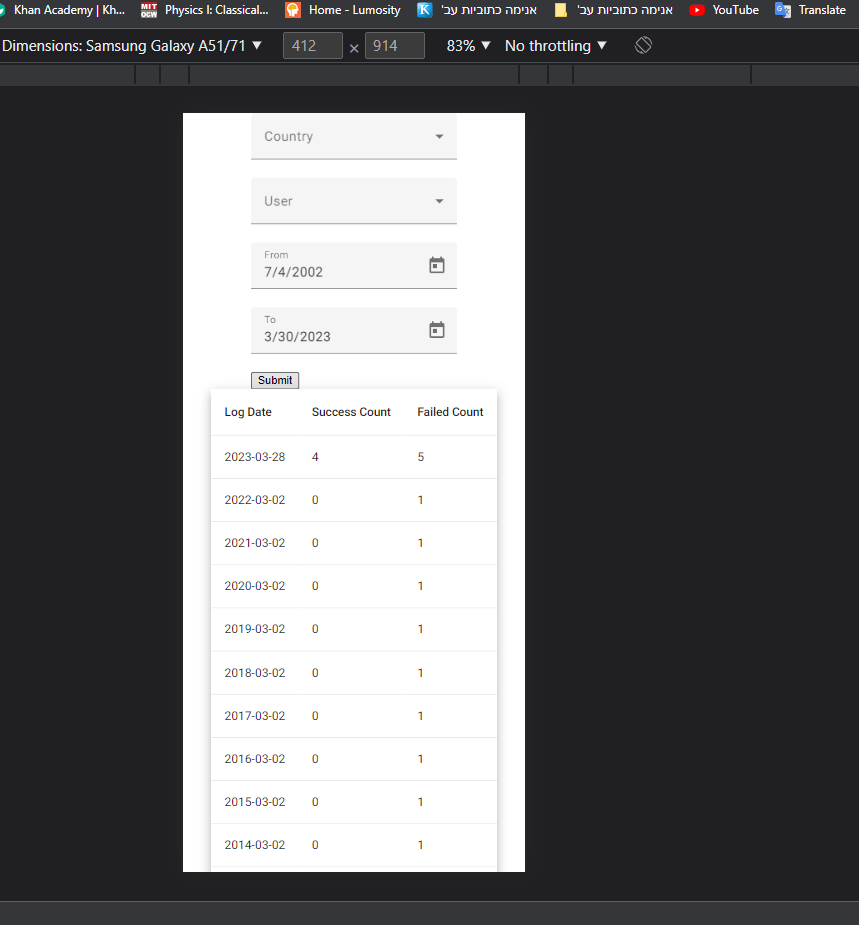 Khan Academy | Kh... MIT OCW Physics I: Classical... Home - Lumosity אנימה כתוביות עב' אנימה כתוביות עב' YouTube Translate
Dimensions: Samsung Galaxy A51/71 ▼ 412 × 914 83% ▼ No throttling ▼
Country
User
From
7/4/2002
To
3/30/2023
Submit
Log Date Success Count Failed Count
2023-03-28 4 5
2022-03-02 0 1
2021-03-02 0 1
2020-03-02 0 1
2019-03-02 0 1
2018-03-02 0 1
2017-03-02 0 1
2016-03-02 0 1
2015-03-02 0 1
2014-03-02 0 1